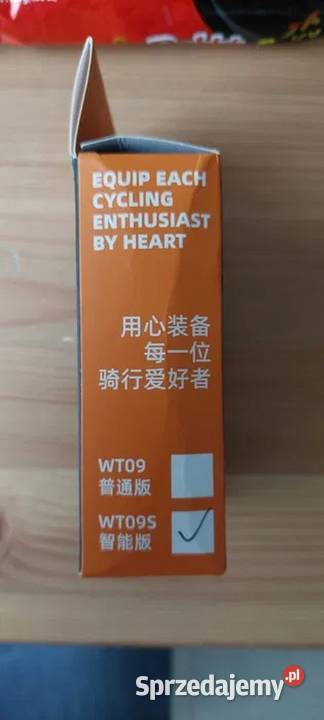 EQUIP EACH
CYCLING
ENTHUSIAST
BY HEART
用心装备
每一位
骑行爱好者
WT09
普通版
WT09S
智能版
Sprzedajemy.pl